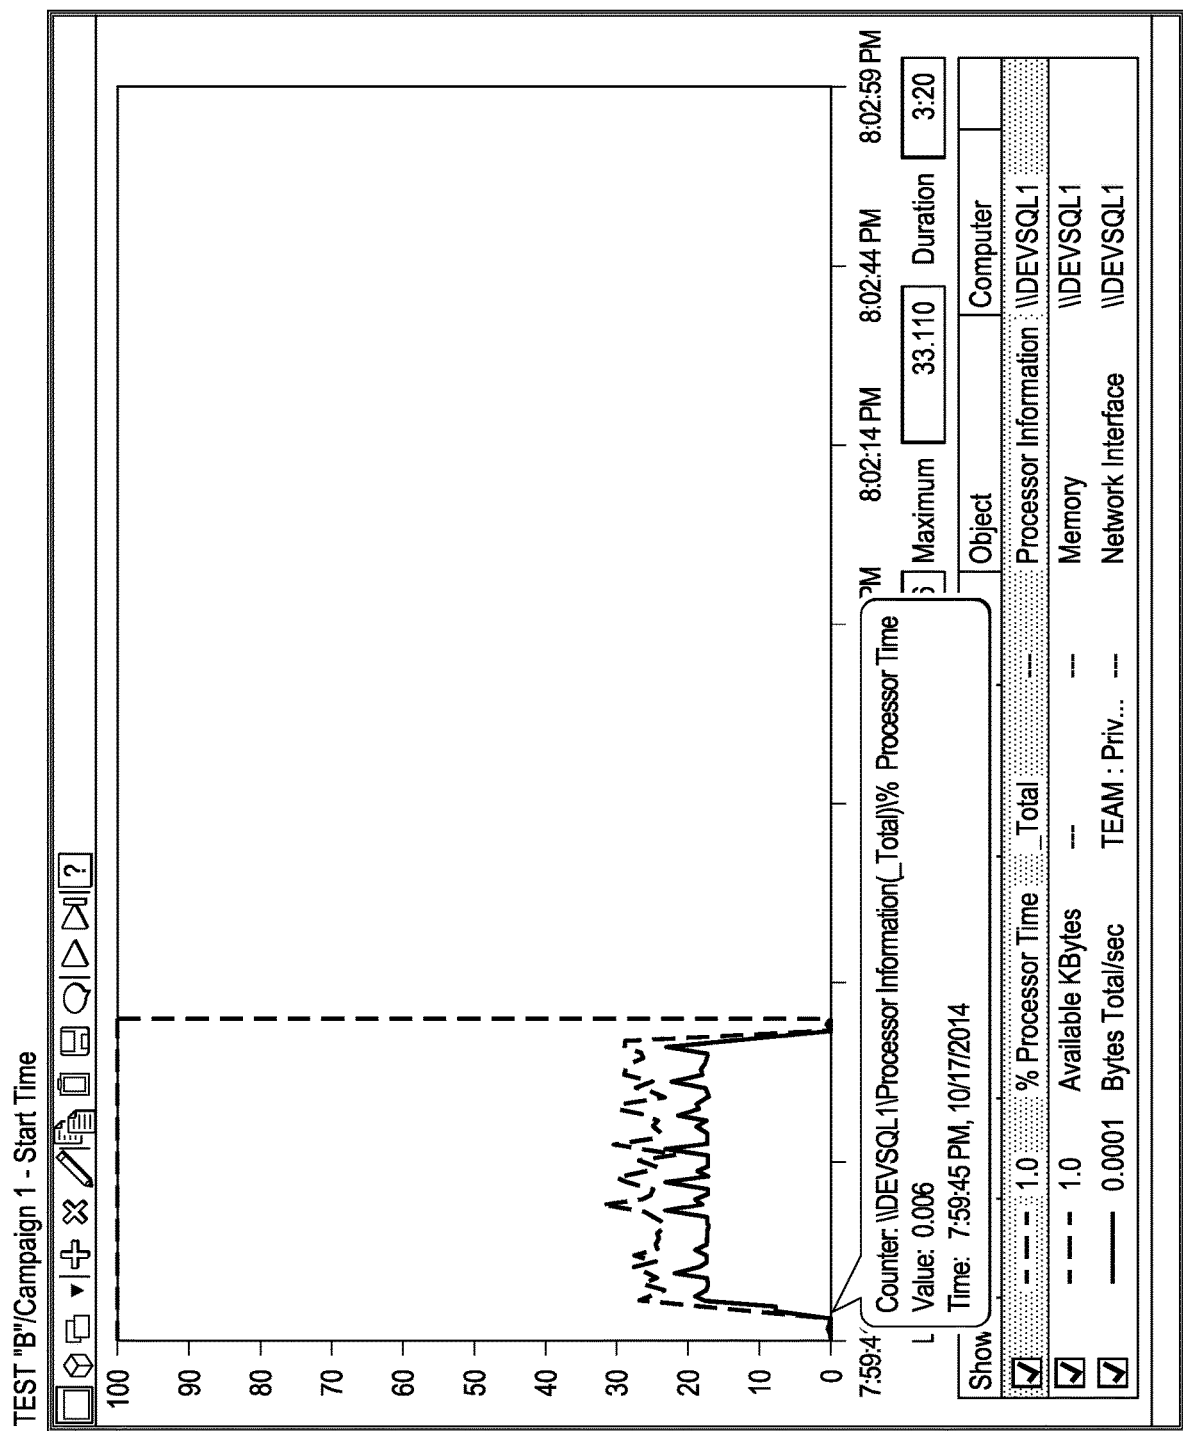 TEST "B"/Campaign 1 - Start Time
?
100
90
80
70
60
50
40
30
20
10
0
7:59:4 PM 8:02:14 PM 8:02:44 PM 8:02:59 PM
Maximum 33.110 Duration 3:20
Counter: \\DEVSQL1\Processor Information(_Total)\% Processor Time
Value: 0.006
Time: 7:59:45 PM, 10/17/2014
Show Object Computer
1.0 % Processor Time _Total --- Processor Information \\DEVSQL1
1.0 Available KBytes --- --- Memory \\DEVSQL1
0.0001 Bytes Total/sec TEAM : Priv... --- Network Interface \\DEVSQL1